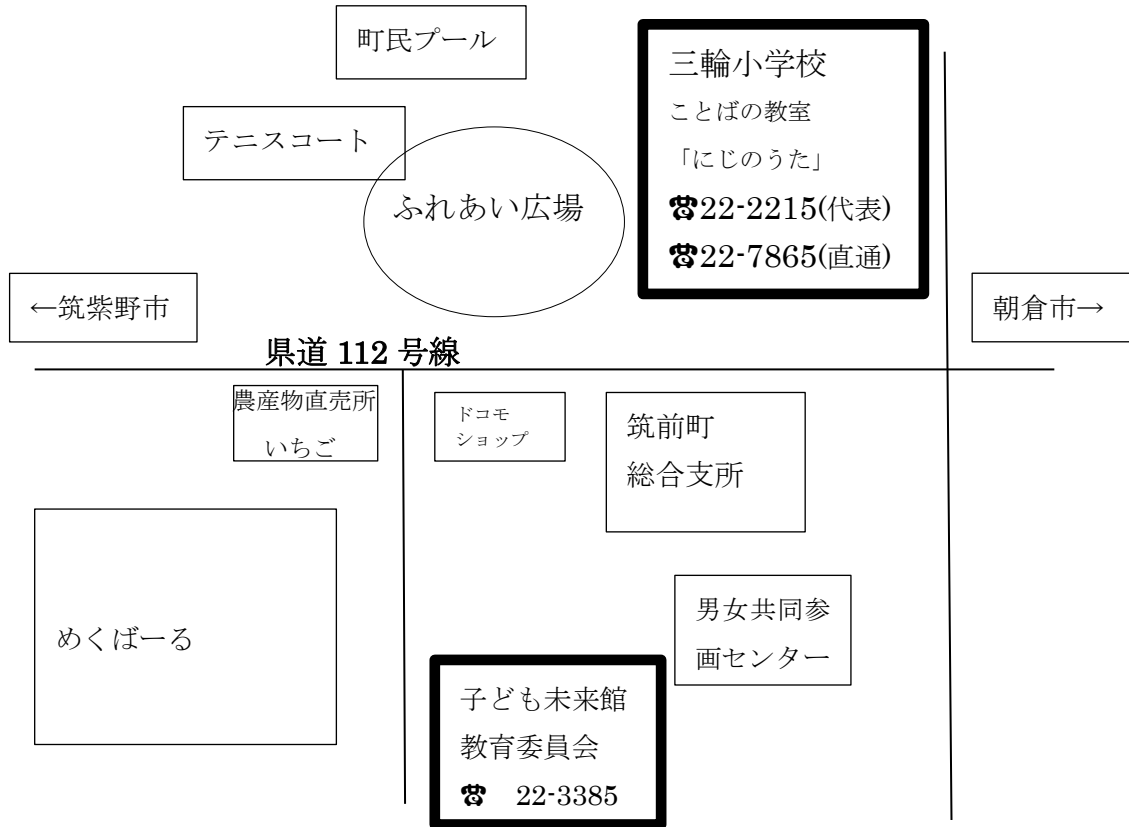 町民プール
三輪小学校
ことばの教室
「にじのうた」
☎22-2215(代表)
☎22-7865(直通)
テニスコート
ふれあい広場
←筑紫野市
朝倉市→
県道 112 号線
農産物直売所
いちご
ドコモ
ショップ
筑前町
総合支所
めくばーる
男女共同参
画センター
子ども未来館
教育委員会
☎ 22-3385